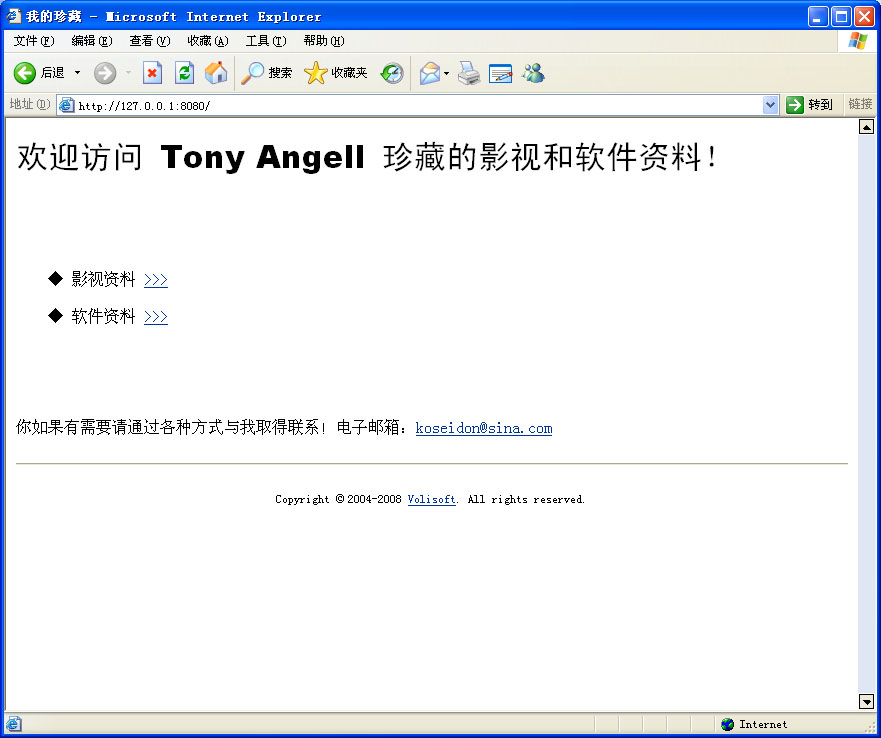 我的珍藏 - Microsoft Internet Explorer
文件(F) 编辑(E) 查看(V) 收藏(A) 工具(T) 帮助(H)
后退 搜索 收藏夹
地址(D) http://127.0.0.1:8080/ 转到 链接
欢迎访问 Tony Angell 珍藏的影视和软件资料!
◆ 影视资料 >>>
◆ 软件资料 >>>
你如果有需要请通过各种方式与我取得联系! 电子邮箱: koseidon@sina.com
Copyright © 2004-2008 Volisoft. All rights reserved.
Internet